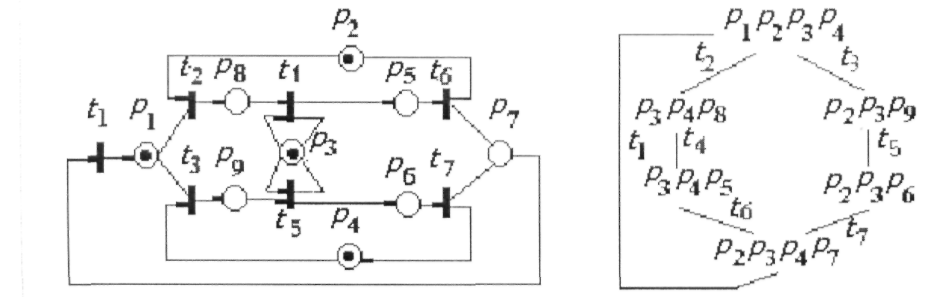 p2
t2 p8 t1 p5 t6
t1 p1 p3 p7
t3 p9 p6 t7
t5 p4
p1 p2 p3 p4
t2 t3
p3 p4 p8 p2 p3 p9
t1 t4 t5
p3 p4 p5 p2 p3 p6
t6 t7
p2 p3 p4 p7